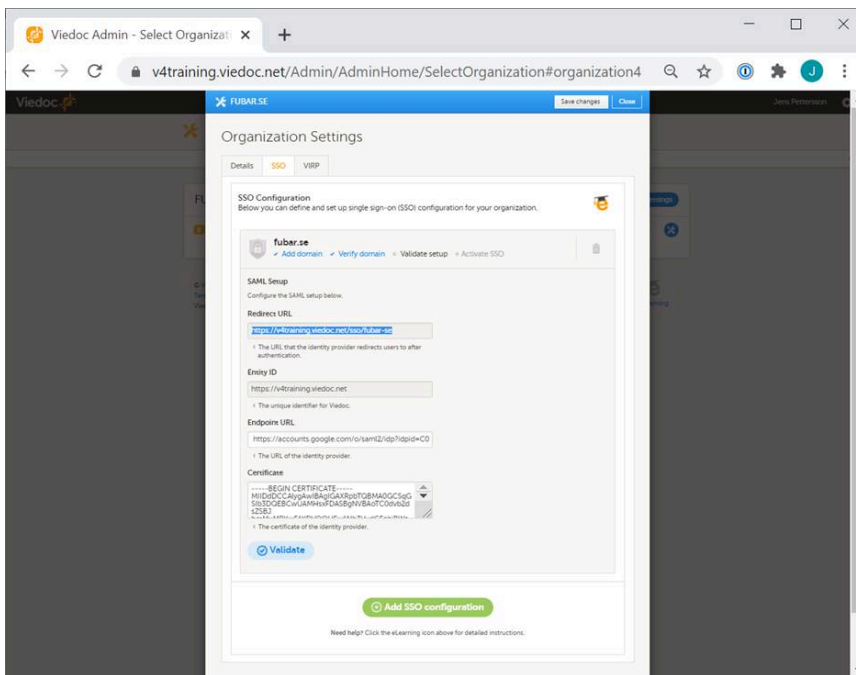 Viedoc Admin - Select Organizati
v4training.viedoc.net/Admin/AdminHome/SelectOrganization#organization4
J
Viedoc
Jens Pettersson
FUBAR.SE
Save changes
Close
Organization Settings
Details
SSO
VIRP
SSO Configuration
Below you can define and set up single sign-on (SSO) configuration for your organization.
fubar.se
Add domain
Verify domain
Validate setup
Activate SSO
SAML Setup
Configure the SAML setup below.
Redirect URL
https://v4training.viedoc.net/sso/fubar-se
The URL that the identity provider redirects users to after
authentication.
Entity ID
https://v4training.viedoc.net
The unique identifier for Viedoc.
Endpoint URL
https://accounts.google.com/o/saml2/idp?idpid=C0
The URL of the identity provider.
Certificate
-----BEGIN CERTIFICATE-----
The certificate of the identity provider.
Validate
Add SSO configuration
Need help? Click the eLearning icon above for detailed instructions.